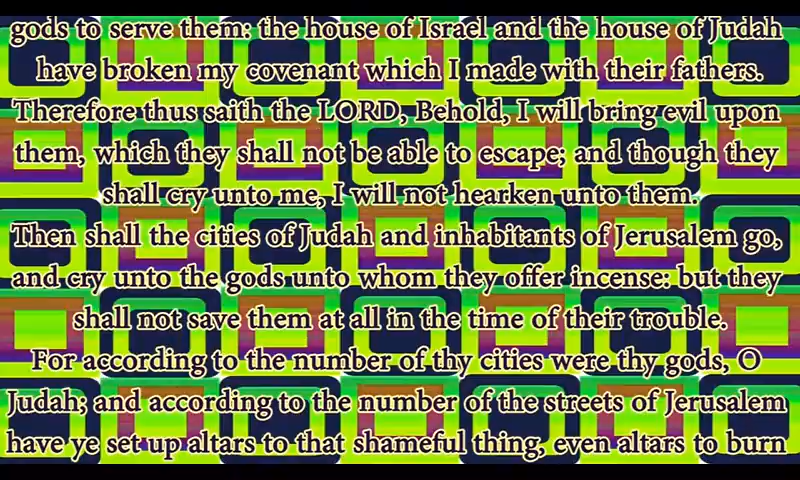 gods to serve them: the house of Israel and the house of Judah
have broken my covenant which I made with their fathers.
Therefore thus saith the LORD, Behold, I will bring evil upon
them, which they shall not be able to escape; and though they
shall cry unto me, I will not hearken unto them.
Then shall the cities of Judah and inhabitants of Jerusalem go,
and cry unto the gods unto whom they offer incense: but they
shall not save them at all in the time of their trouble.
For according to the number of thy cities were thy gods, O
Judah; and according to the number of the streets of Jerusalem
have ye set up altars to that shameful thing, even altars to burn